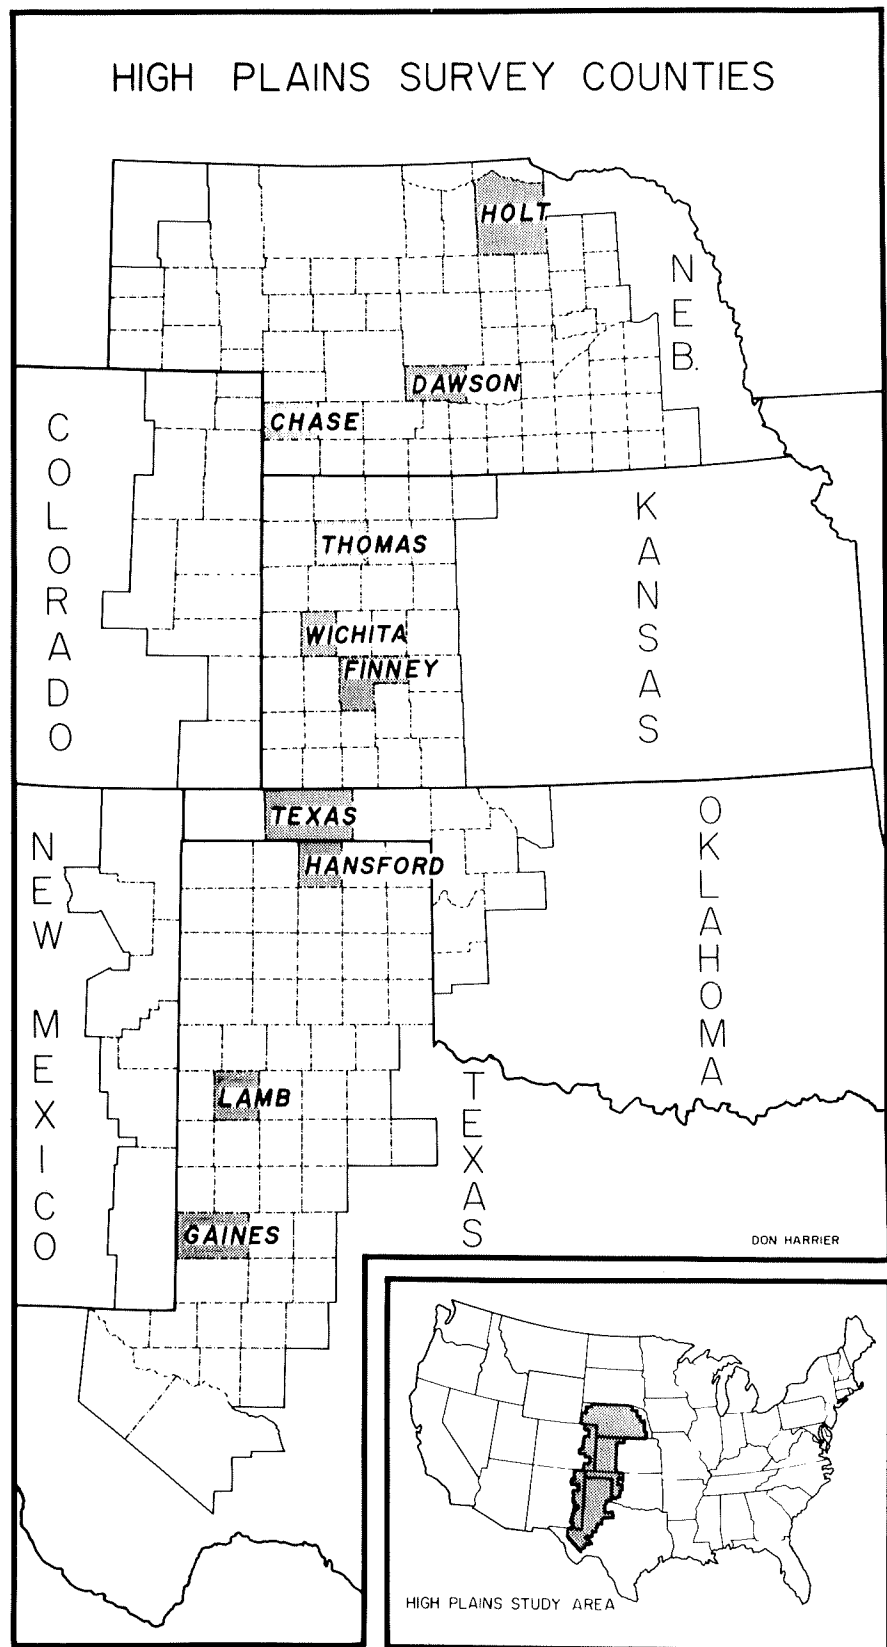 HIGH PLAINS SURVEY COUNTIES
HOLT
NEB.
DAWSON
CHASE
COLORADO
KANSAS
THOMAS
WICHITA
FINNEY
TEXAS
OKLAHOMA
NEW MEXICO
HANSFORD
LAMB
TEXAS
GAINES
DON HARRIER
HIGH PLAINS STUDY AREA